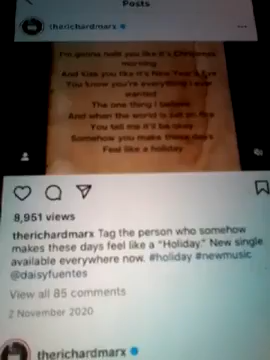 Posts
therichardmarx
I'm gonna hold you like it's Christmas
morning
And kiss you like it's New Year's Eve
You know you're everything I ever
wanted
The one thing I believe
And when the world is still on fire
You tell me it'll be okay
Somehow you make these days
Feel like a holiday
8,951 views
therichardmarx Tag the person who somehow
makes these days feel like a "Holiday." New single
available everywhere now. #holiday #newmusic
@daisyfuentes
View all 85 comments
2 November 2020
therichardmarx